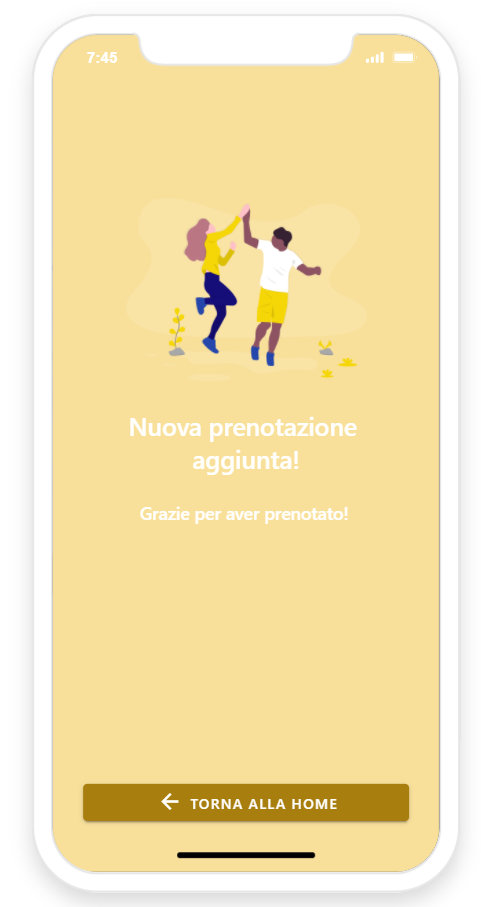 7:45
Nuova prenotazione
aggiunta!
Grazie per aver prenotato!
TORNA ALLA HOME